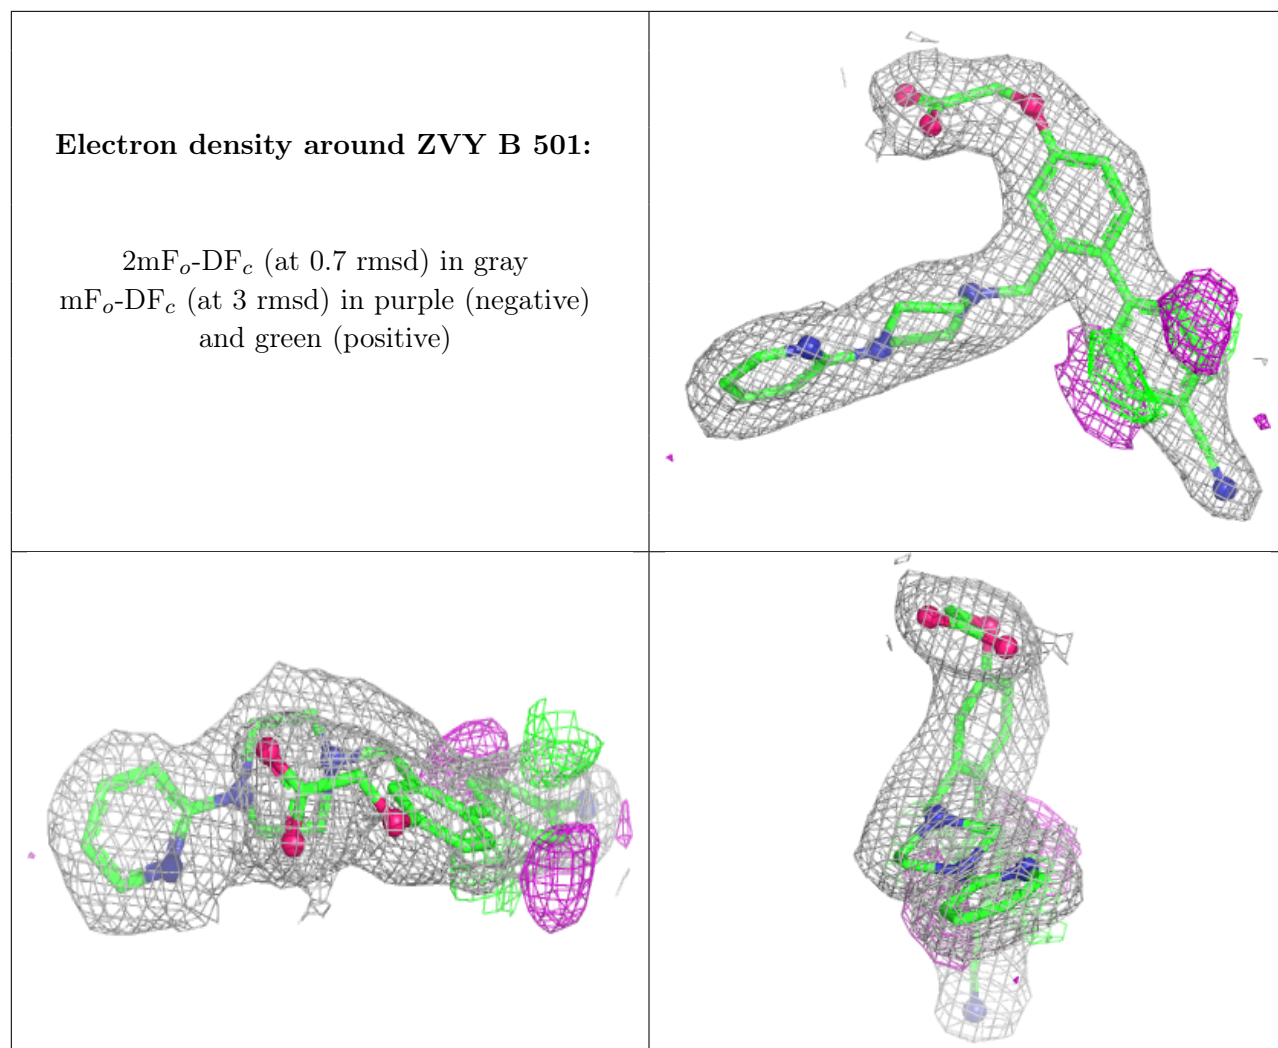 Electron density around ZVY B 501:
2mFo-DFc (at 0.7 rmsd) in gray
mFo-DFc (at 3 rmsd) in purple (negative)
and green (positive)